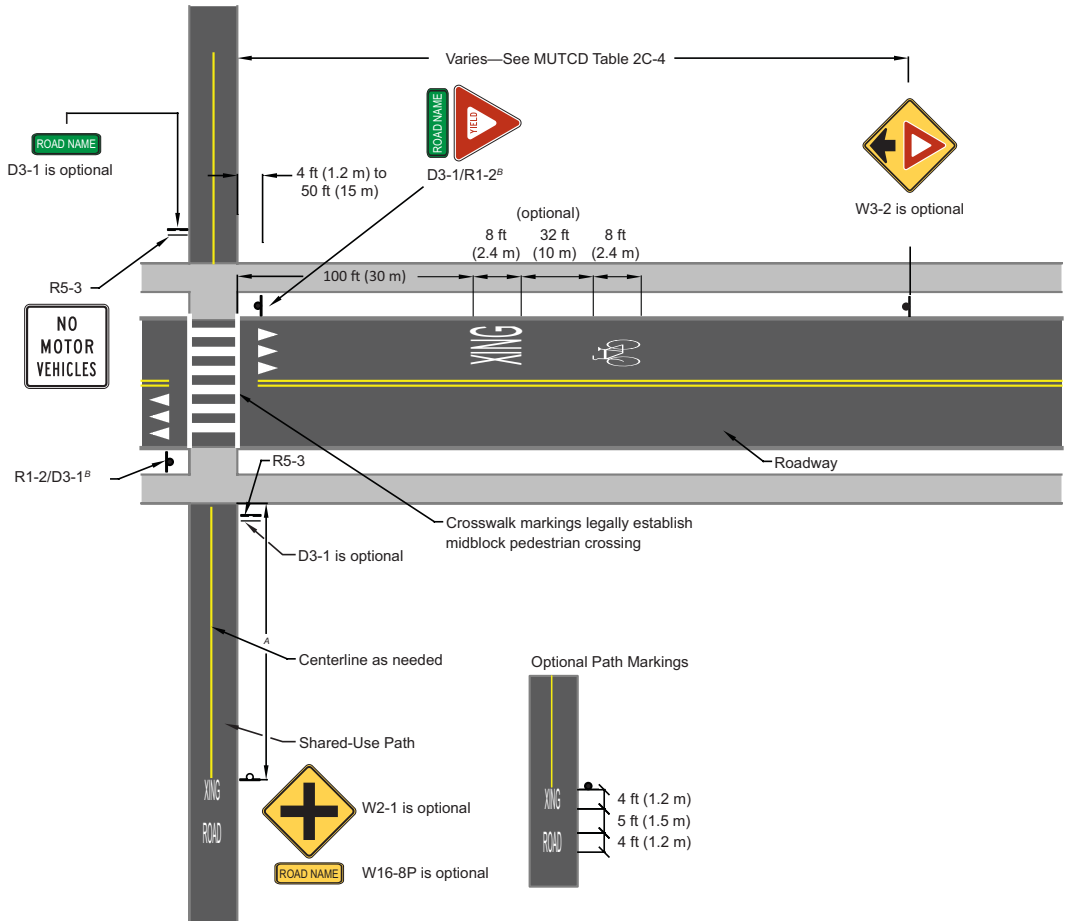 Varies—See MUTCD Table 2C-4
ROAD NAME
D3-1 is optional
ROAD NAME
YIELD
D3-1/R1-2ᴮ
4 ft (1.2 m) to
50 ft (15 m)
W3-2 is optional
(optional)
8 ft
(2.4 m)
32 ft
(10 m)
8 ft
(2.4 m)
100 ft (30 m)
R5-3
NO
MOTOR
VEHICLES
XING
R1-2/D3-1ᴮ
R5-3
Roadway
Crosswalk markings legally establish
midblock pedestrian crossing
D3-1 is optional
A
Centerline as needed
Optional Path Markings
Shared-Use Path
XING
ROAD
W2-1 is optional
ROAD NAME
W16-8P is optional
XING
ROAD
4 ft (1.2 m)
5 ft (1.5 m)
4 ft (1.2 m)